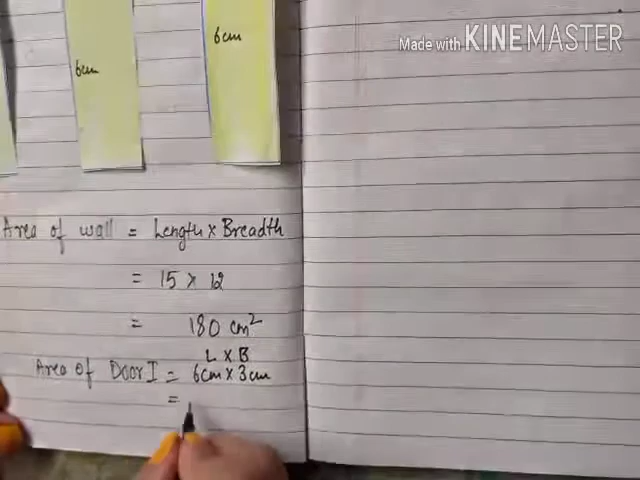 Made with KINEMASTER
6cm
6cm
Area of wall = Length x Breadth
= 15 x 12
= 180 cm²
L x B
Area of Door I = 6cm x 3cm
=